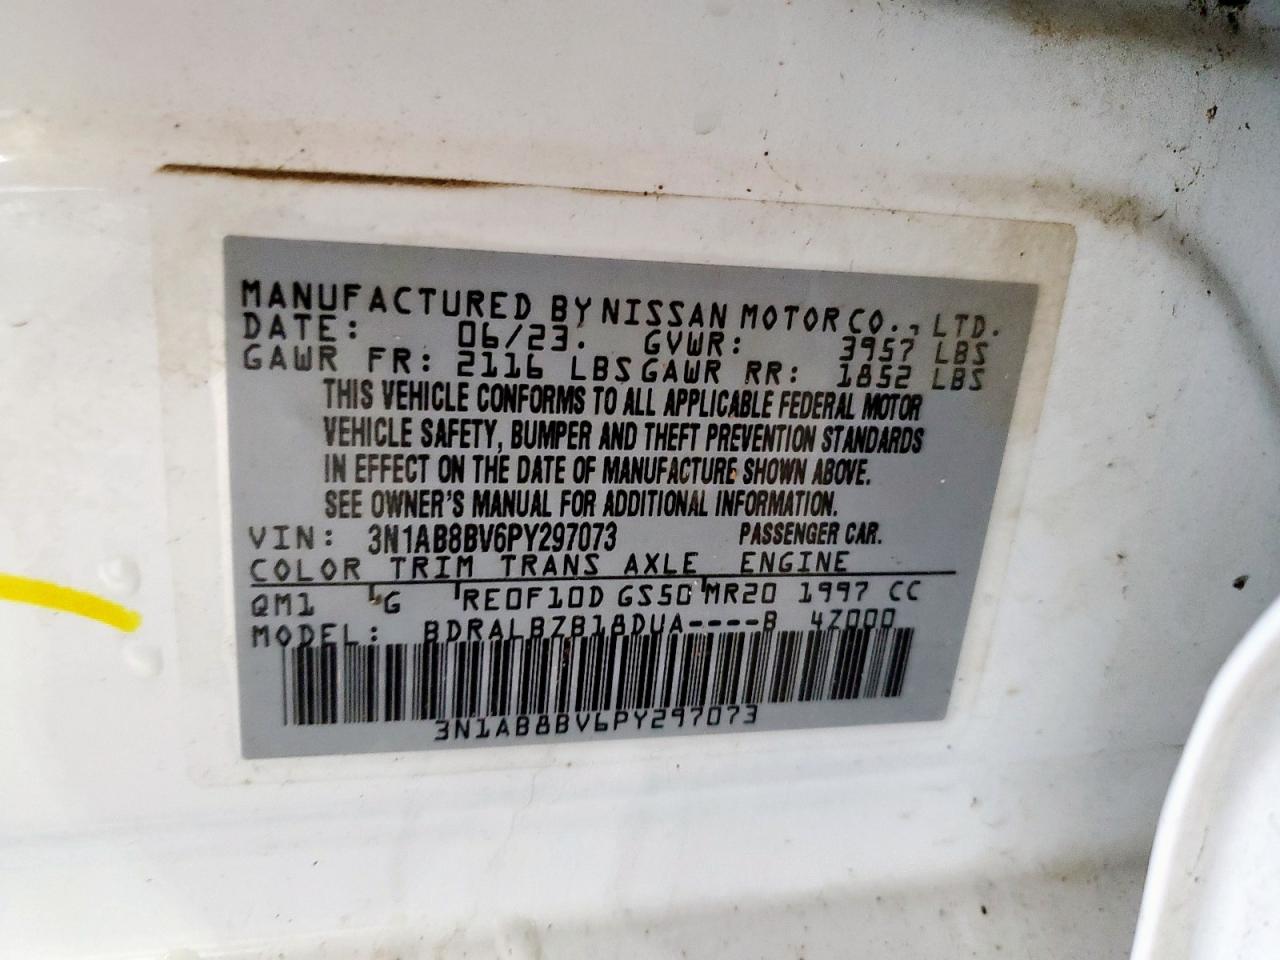 MANUFACTURED BY NISSAN MOTOR CO., LTD.
DATE: 06/23. GVWR: 3957 LBS
GAWR FR: 2116 LBS GAWR RR: 1852 LBS
THIS VEHICLE CONFORMS TO ALL APPLICABLE FEDERAL MOTOR
VEHICLE SAFETY, BUMPER AND THEFT PREVENTION STANDARDS
IN EFFECT ON THE DATE OF MANUFACTURE SHOWN ABOVE.
SEE OWNER'S MANUAL FOR ADDITIONAL INFORMATION.
VIN: 3N1AB8BV6PY297073 PASSENGER CAR.
COLOR TRIM TRANS AXLE ENGINE
QM1 G RE0F10D GS50 MR20 1997 CC
MODEL: BDRALBZB18DUA----B 4Z000
3N1AB8BV6PY297073